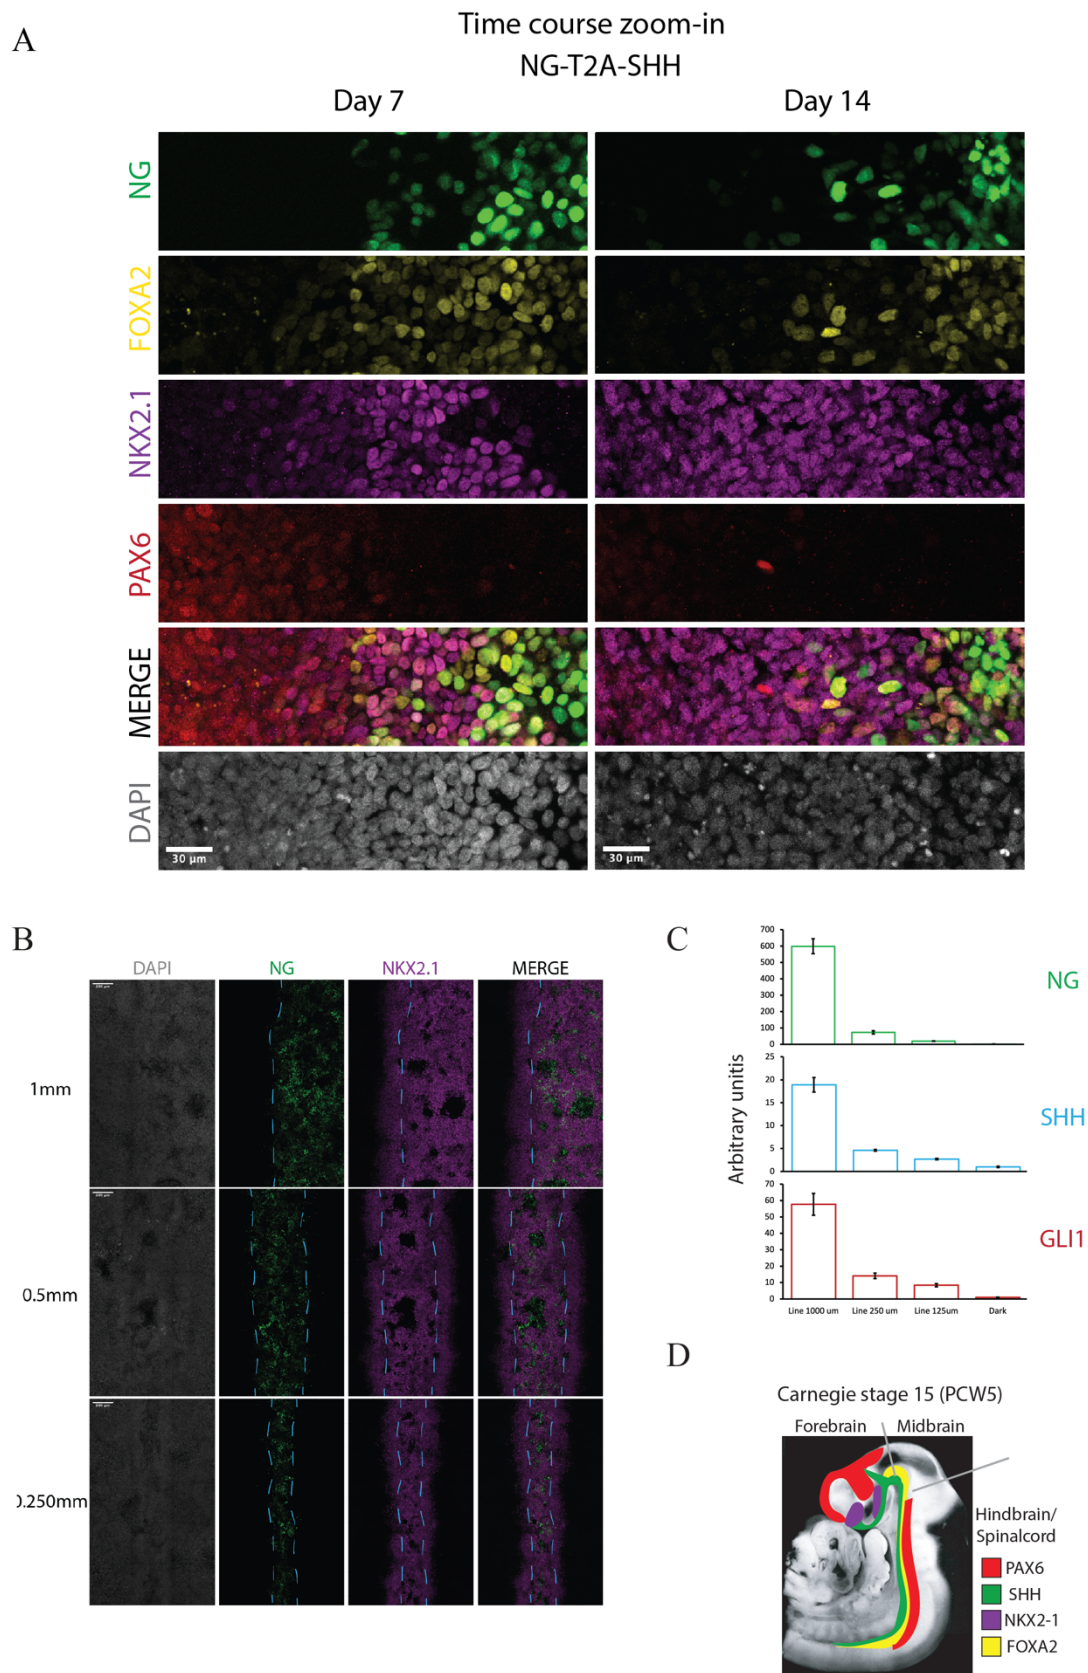 A
Time course zoom-in
NG-T2A-SHH
Day 7
Day 14
NG
FOXA2
NKX2.1
PAX6
MERGE
DAPI
30 µm
30 µm
B
DAPI
NG
NKX2.1
MERGE
1mm
0.5mm
0.250mm
C
Arbitrary unitis
700
600
500
400
300
200
100
0
NG
25
20
15
10
5
0
SHH
70
60
50
40
30
20
10
0
GLI1
Line 1000 um
Line 250 um
Line 125um
Dark
D
Carnegie stage 15 (PCW5)
Forebrain
Midbrain
Hindbrain/
Spinalcord
PAX6
SHH
NKX2-1
FOXA2